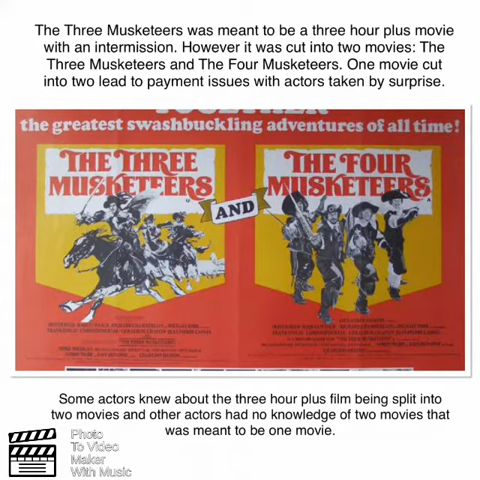 The Three Musketeers was meant to be a three hour plus movie
with an intermission. However it was cut into two movies: The
Three Musketeers and The Four Musketeers. One movie cut
into two lead to payment issues with actors taken by surprise.
TOGETHER
the greatest swashbuckling adventures of all time!
THE THREE
MUSKETEERS
AND
THE FOUR
MUSKETEERS
Some actors knew about the three hour plus film being split into
two movies and other actors had no knowledge of two movies that
was meant to be one movie.
Photo
To Video
Maker
With Music